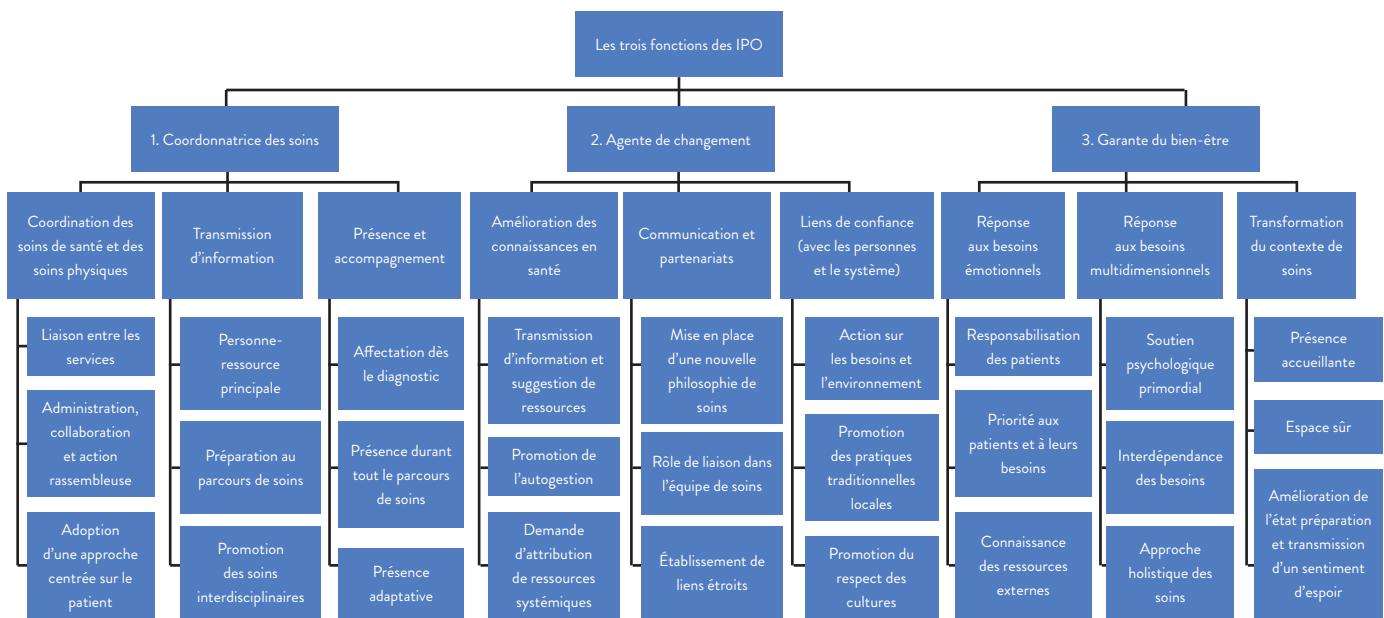 Les trois fonctions des IPO
1. Coordonnatrice des soins
2. Agente de changement
3. Garante du bien-être
Coordination des
soins de santé et des
soins physiques
Transmission
d'information
Présence et
accompagnement
Amélioration des
connaissances en
santé
Communication et
partenariats
Liens de confiance
(avec les personnes
et le système)
Réponse
aux besoins
émotionnels
Réponse
aux besoins
multidimensionnels
Transformation
du contexte de
soins
Liaison entre les
services
Administration,
collaboration
et action
rassembleuse
Adoption
d'une approche
centrée sur le
patient
Personne-
ressource
principale
Préparation au
parcours de soins
Promotion
des soins
interdisciplinaires
Affectation dès
le diagnostic
Présence durant
tout le parcours
de soins
Présence
adaptative
Transmission
d'information et
suggestion de
ressources
Promotion de
l'autogestion
Demande
d'attribution
de ressources
systémiques
Mise en place
d'une nouvelle
philosophie de
soins
Rôle de liaison dans
l'équipe de soins
Établissement de
liens étroits
Action sur
les besoins et
l'environnement
Promotion
des pratiques
traditionnelles
locales
Promotion du
respect des
cultures
Responsabilisation
des patients
Priorité aux
patients et à leurs
besoins
Connaissance
des ressources
externes
Soutien
psychologique
primordial
Interdépendance
des besoins
Approche
holistique des
soins
Présence
accueillante
Espace sûr
Amélioration de
l'état préparation
et transmission
d'un sentiment
d'espoir